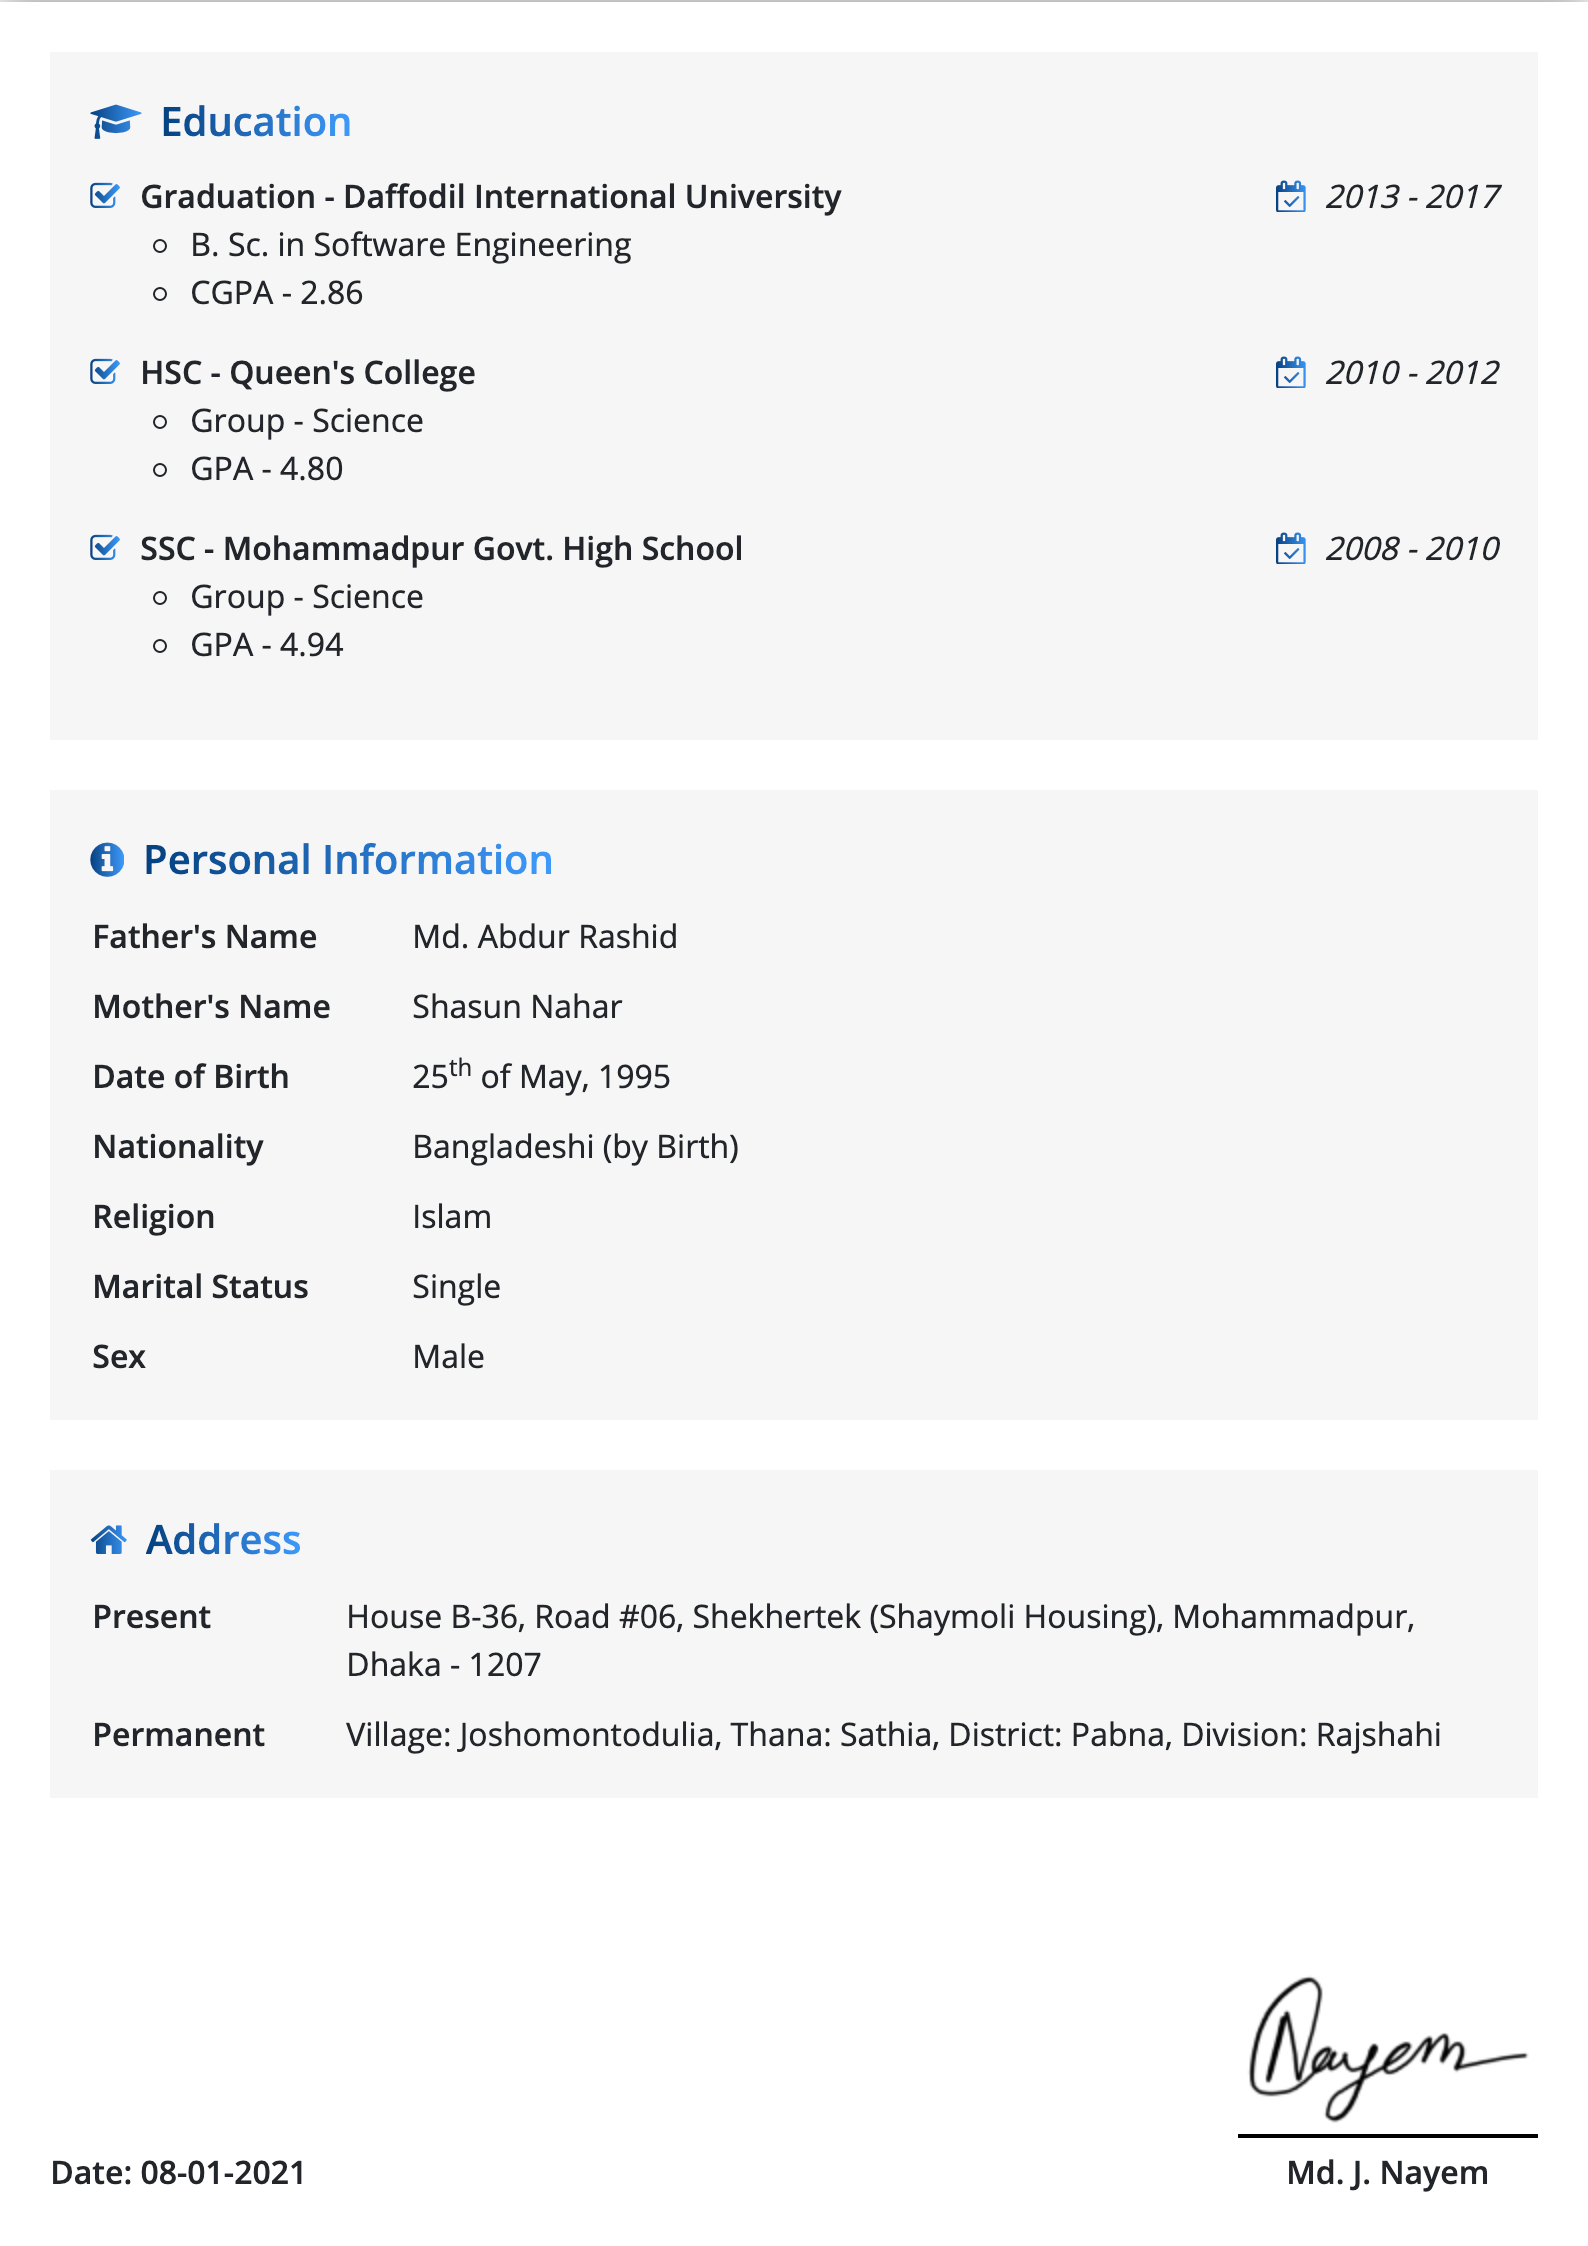 Education
Graduation - Daffodil International University 2013 - 2017
B. Sc. in Software Engineering
CGPA - 2.86
HSC - Queen's College 2010 - 2012
Group - Science
GPA - 4.80
SSC - Mohammadpur Govt. High School 2008 - 2010
Group - Science
GPA - 4.94
Personal Information
Father's Name Md. Abdur Rashid
Mother's Name Shasun Nahar
Date of Birth 25th of May, 1995
Nationality Bangladeshi (by Birth)
Religion Islam
Marital Status Single
Sex Male
Address
Present House B-36, Road #06, Shekhertek (Shaymoli Housing), Mohammadpur,
Dhaka - 1207
Permanent Village: Joshomontodulia, Thana: Sathia, District: Pabna, Division: Rajshahi
Nayem
Date: 08-01-2021 Md. J. Nayem